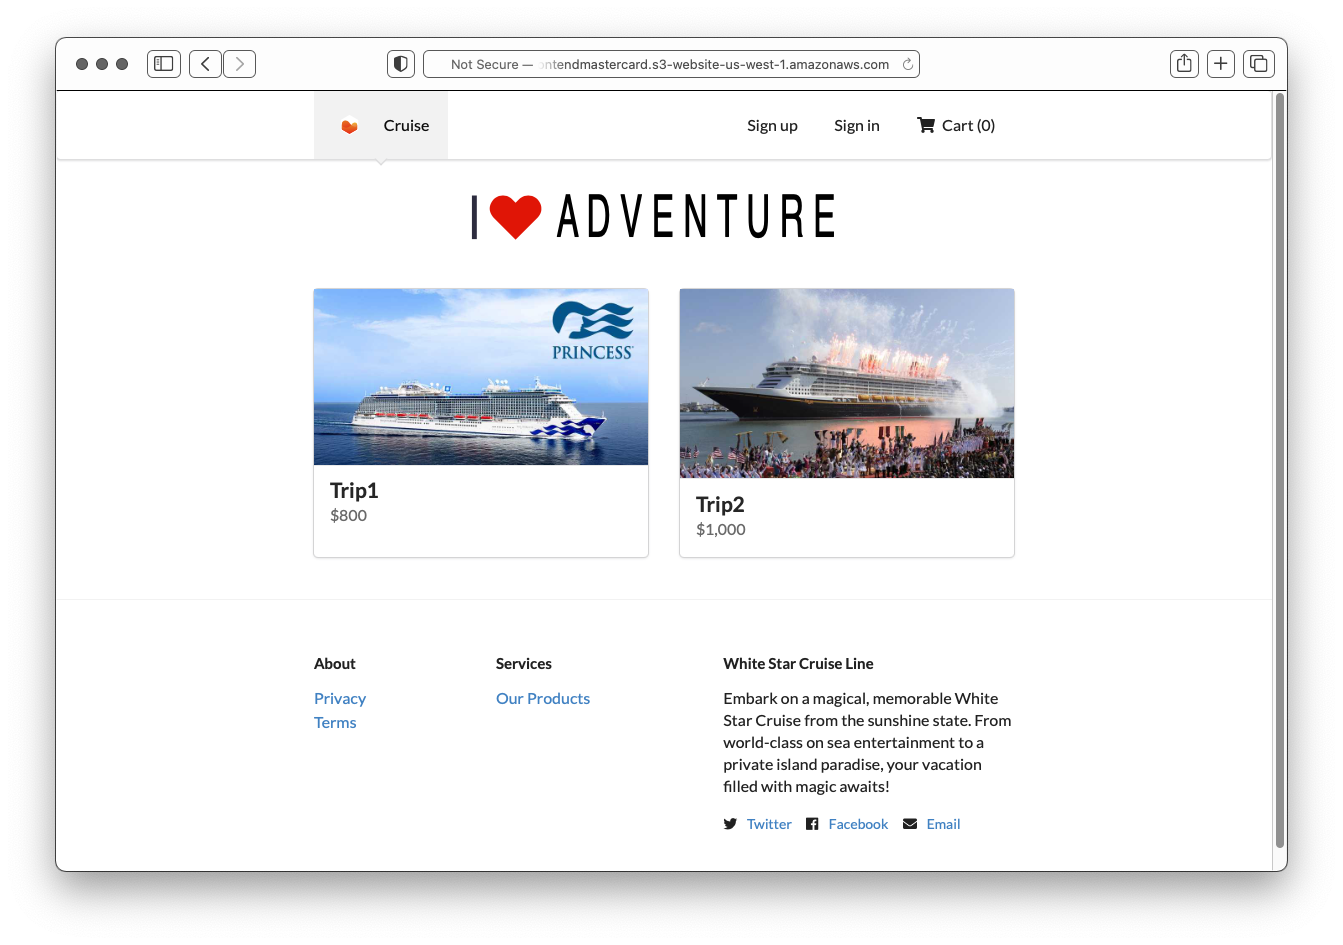 Not Secure — ontendmastercard.s3-website-us-west-1.amazonaws.com
Cruise
Sign up
Sign in
Cart (0)
I ADVENTURE
PRINCESS
Trip1
$800
Trip2
$1,000
About
Privacy
Terms
Services
Our Products
White Star Cruise Line
Embark on a magical, memorable White
Star Cruise from the sunshine state. From
world-class on sea entertainment to a
private island paradise, your vacation
filled with magic awaits!
Twitter
Facebook
Email